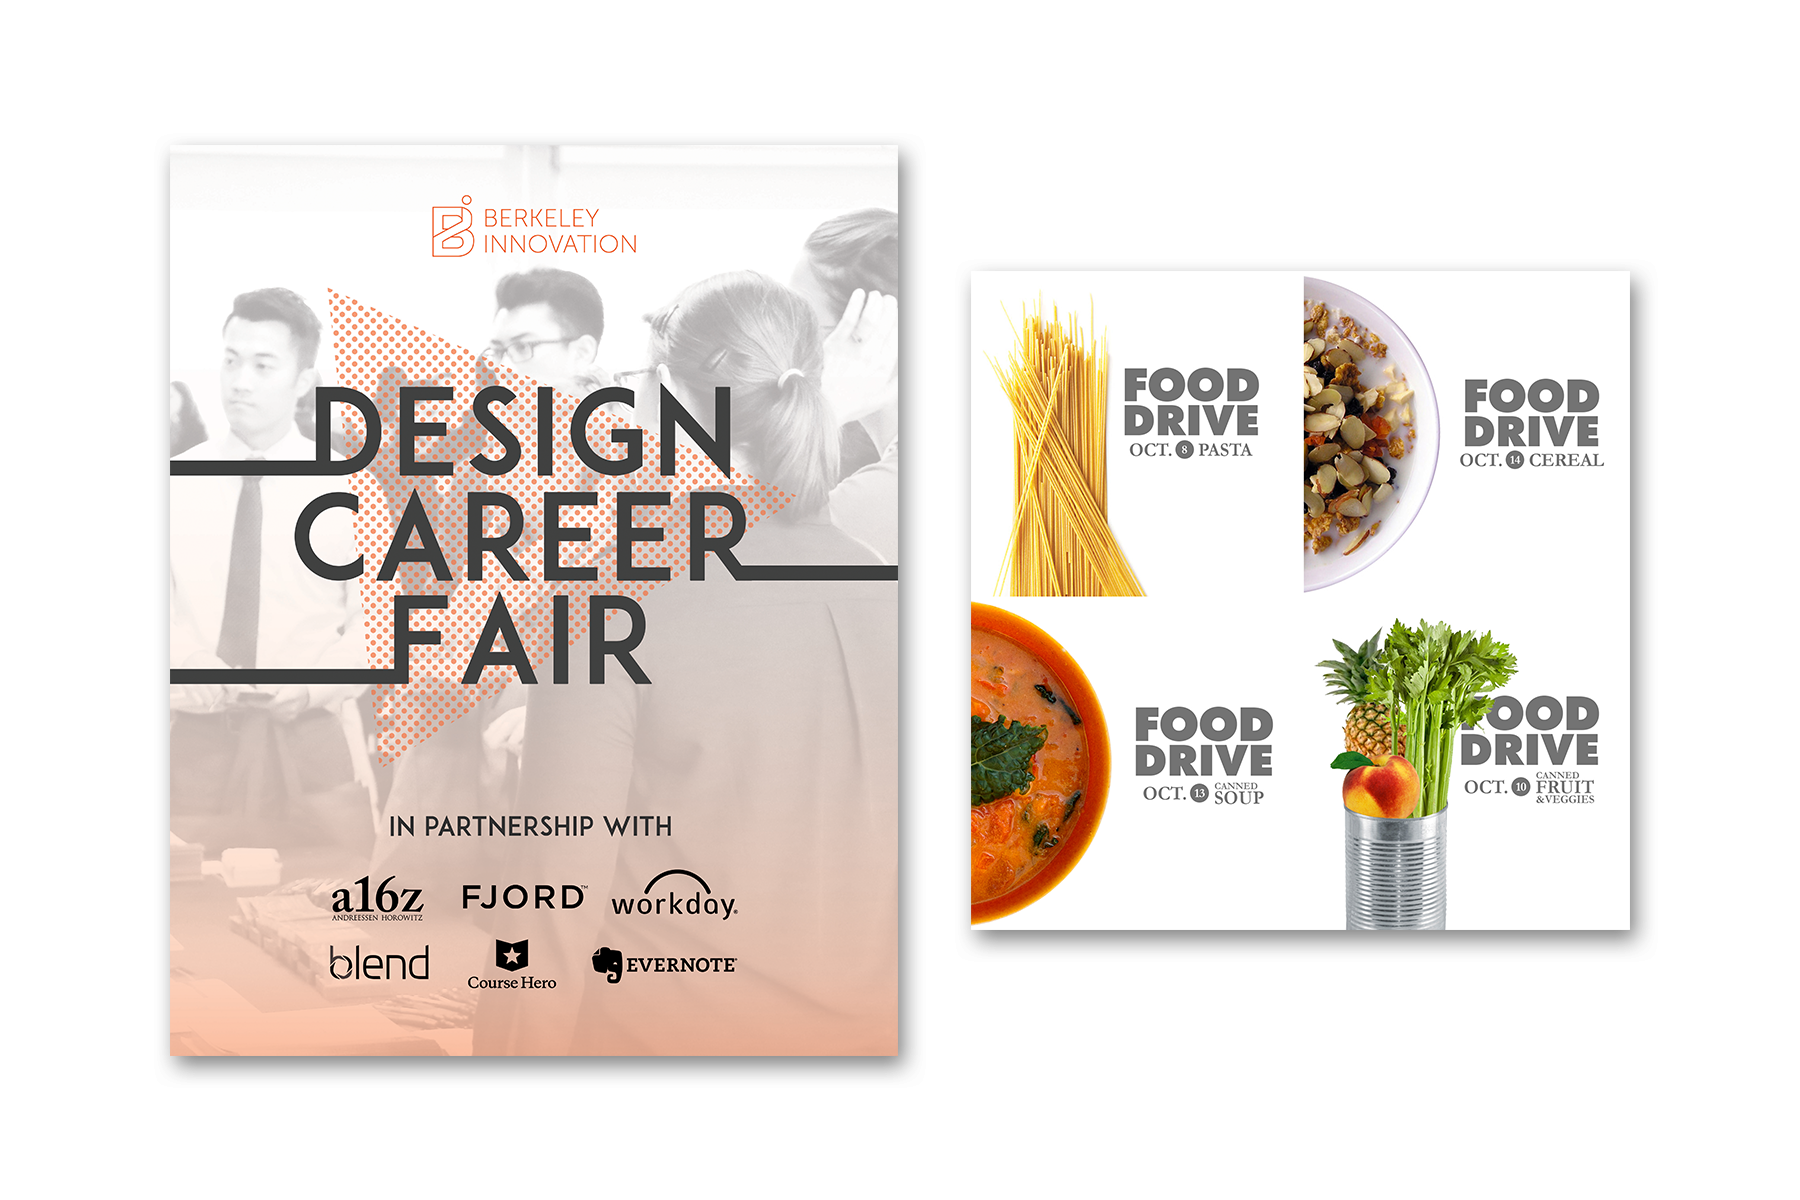 BERKELEY
INNOVATION
DESIGN
CAREER
FAIR
IN PARTNERSHIP WITH
a16z
ANDREESSEN HOROWITZ
FJORD™
workday®
blend
Course Hero
EVERNOTE®
FOOD
DRIVE
OCT. 8 PASTA
FOOD
DRIVE
OCT. 14 CEREAL
FOOD
DRIVE
OCT. 13 CANNED
SOUP
FOOD
DRIVE
OCT. 10 CANNED
FRUIT
&VEGGIES